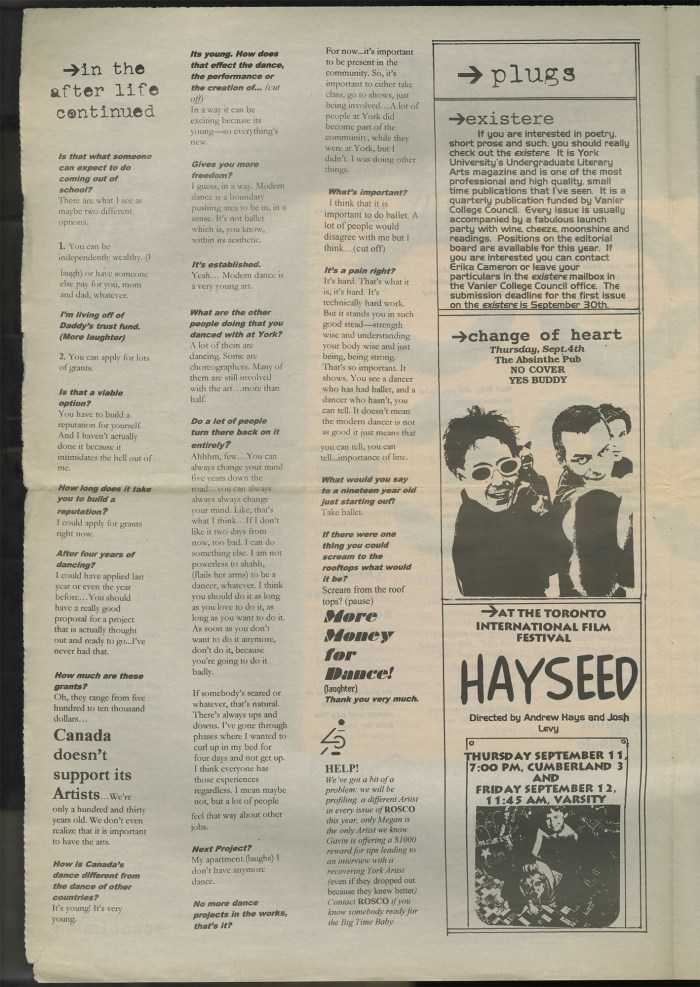 →in the
after life
continued
Is that what someone
can expect to do
coming out of
school?
There are what I see as
maybe two different
options.
1. You can be
independently wealthy. (I
laugh) or have someone
else pay for you, mom
and dad, whatever.
I'm living off of
Daddy's trust fund.
(More laughter)
2. You can apply for lots
of grants.
Is that a viable
option?
You have to build a
reputation for yourself.
And I haven't actually
done it because it
intimidates the hell out of
me.
How long does it take
you to build a
reputation?
I could apply for grants
right now.
After four years of
dancing?
I could have applied last
year or even the year
before…You should
have a really good
proposal for a project
that is actually thought
out and ready to go...I've
never had that.
How much are these
grants?
Oh, they range from five
hundred to ten thousand
dollars…
Canada
doesn't
support its
Artists…We're
only a hundred and thirty
years old. We don't even
realize that it is important
to have the arts.
How is Canada's
dance different from
the dance of other
countries?
It's young! It's very
young.
Its young. How does
that effect the dance,
the performance or
the creation of... (cut
off)
In a way it can be
exciting because its
young—so everything's
new.
Gives you more
freedom?
I guess, in a way. Modern
dance is a boundary
pushing area to be in, in a
sense. It's not ballet
which is, you know,
within its aesthetic.
It's established.
Yeah… Modern dance is
a very young art.
What are the other
people doing that you
danced with at York?
A lot of them are
dancing. Some are
choreographers. Many of
them are still involved
with the art…more than
half.
Do a lot of people
turn there back on it
entirely?
Ahhhm, few…You can
always change your mind
five years down the
road…you can always
always always change
your mind. Like, that's
what I think…If I don't
like it two days from
now, too bad. I can do
something else. I am not
powerless to ahahh,
(flails her arms) to be a
dancer, whatever. I think
you should do it as long
as you love to do it, as
long as you want to do it.
As soon as you don't
want to do it anymore,
don't do it, because
you're going to do it
badly.
If somebody's scared or
whatever, that's natural.
There's always ups and
downs. I've gone through
phases where I wanted to
curl up in my bed for
four days and not get up.
I think everyone has
those experiences
regardless. I mean maybe
not, but a lot of people
feel that way about other
jobs.
Next Project?
My apartment.(laughs) I
don't have anymore
dance.
No more dance
projects in the works,
that's it?
For now...it's important
to be present in the
community. So, it's
important to either take
class, go to shows, just
being involved…A lot of
people at York did
become part of the
community, while they
were at York, but I
didn't. I was doing other
things.
What's important?
I think that it is
important to do ballet. A
lot of people would
disagree with me but I
think…(cut off)
It's a pain right?
It's hard. That's what it
is, it's hard. It's
technically hard work.
But it stands you in such
good stead—strength
wise and understanding
your body wise and just
being, being strong.
That's so important. It
shows. You see a dancer
who has had ballet, and a
dancer who hasn't, you
can tell. It doesn't mean
the modern dancer is not
as good it just means that
you can tell, you can
tell...importance of line.
What would you say
to a nineteen year old
just starting out?
Take ballet.
If there were one
thing you could
scream to the
rooftops what would
it be?
Scream from the roof
tops? (pause)
More
Money
for
Dance!
(laughter)
Thank you very much.
HELP!
We've got a bit of a
problem: we will be
profiling a different Artist
in every issue of ROSCO
this year, only Megan is
the only Artist we know.
Gavin is offering a $1000
reward for tips leading to
an interview with a
recovering York Artist
(even if they dropped out
because they knew better)
Contact ROSCO if you
know somebody ready for
the Big Time Baby.
→ plugs
→existere
If you are interested in poetry,
short prose and such, you should really
check out the existere. It is York
University's Undergraduate Literary
Arts magazine and is one of the most
professional and high quality, small
time publications that I've seen. It is a
quarterly publication funded by Vanier
College Council. Every issue is usually
accompanied by a fabulous launch
party with wine, cheeze, moonshine and
readings. Positions on the editorial
board are available for this year. If
you are interested you can contact
Erika Cameron or leave your
particulars in the existere mailbox in
the Vanier College Council office. The
submission deadline for the first issue
on the existere is September 30th.
→change of heart
Thursday, Sept.4th
The Absinthe Pub
NO COVER
YES BUDDY
→AT THE TORONTO
INTERNATIONAL FILM
FESTIVAL
HAYSEED
Directed by Andrew Hays and Josh
Levy
THURSDAY SEPTEMBER 11,
7:00 PM, CUMBERLAND 3
AND
FRIDAY SEPTEMBER 12,
11:45 AM, VARSITY